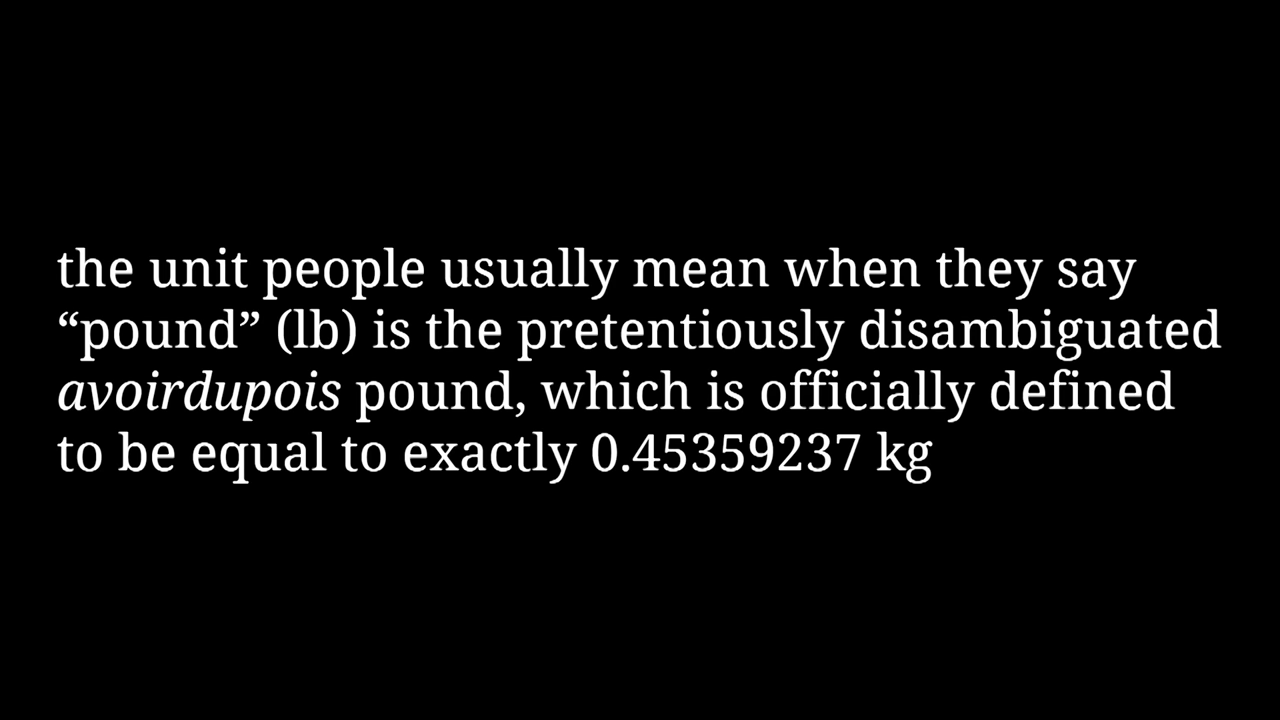 the unit people usually mean when they say
“pound” (lb) is the pretentiously disambiguated
avoirdupois pound, which is officially defined
to be equal to exactly 0.45359237 kg